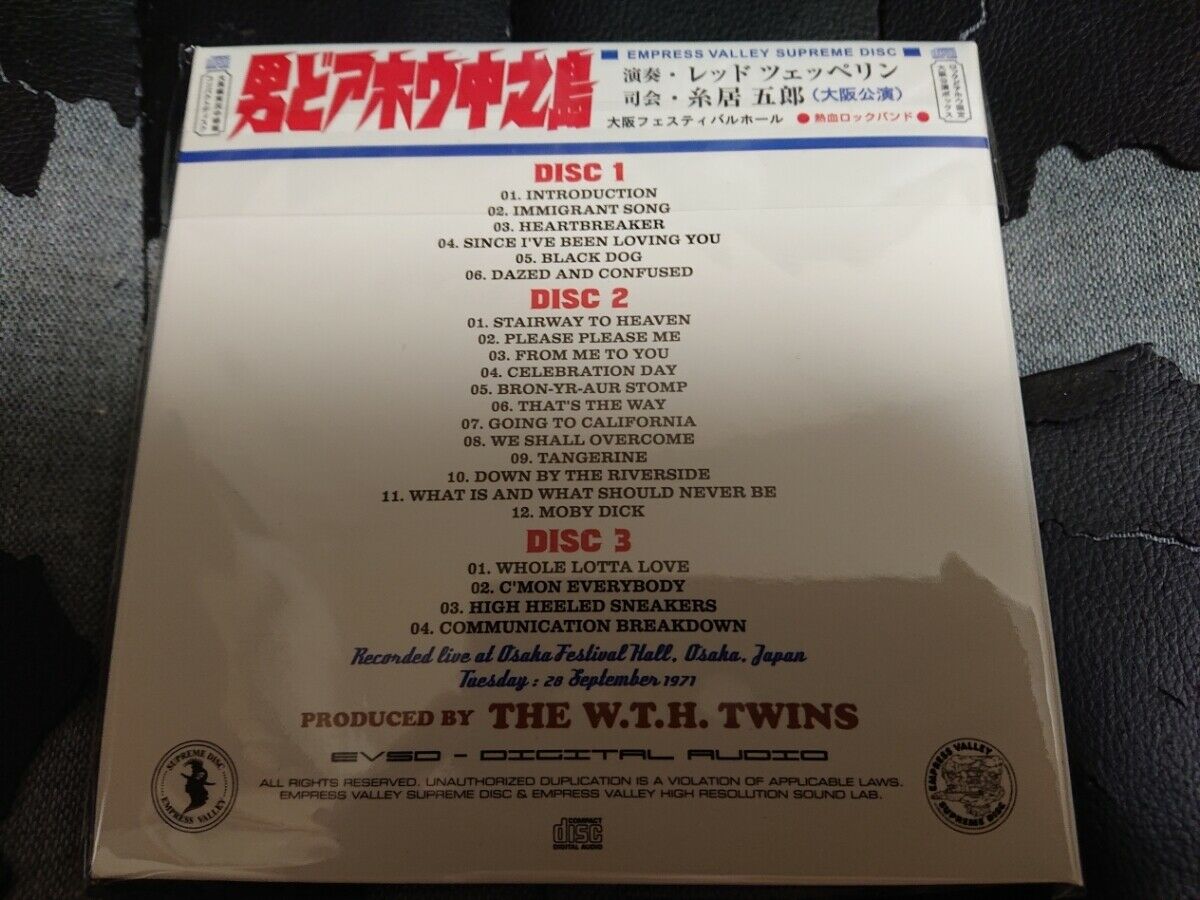 男どアホウ中之島
EMPRESS VALLEY SUPREME DISC
演奏・レッド ツェッペリン
司会・糸居 五郎（大阪公演）
大阪フェスティバルホール ●熱血ロックバンド●
DISC 1
01. INTRODUCTION
02. IMMIGRANT SONG
03. HEARTBREAKER
04. SINCE I'VE BEEN LOVING YOU
05. BLACK DOG
06. DAZED AND CONFUSED
DISC 2
01. STAIRWAY TO HEAVEN
02. PLEASE PLEASE ME
03. FROM ME TO YOU
04. CELEBRATION DAY
05. BRON-YR-AUR STOMP
06. THAT'S THE WAY
07. GOING TO CALIFORNIA
08. WE SHALL OVERCOME
09. TANGERINE
10. DOWN BY THE RIVERSIDE
11. WHAT IS AND WHAT SHOULD NEVER BE
12. MOBY DICK
DISC 3
01. WHOLE LOTTA LOVE
02. C'MON EVERYBODY
03. HIGH HEELED SNEAKERS
04. COMMUNICATION BREAKDOWN
Recorded live at Osaka Festival Hall, Osaka, Japan
Tuesday : 28 September 1971
PRODUCED BY THE W.T.H. TWINS
EVSD - DIGITAL AUDIO
ALL RIGHTS RESERVED. UNAUTHORIZED DUPLICATION IS A VIOLATION OF APPLICABLE LAWS.
EMPRESS VALLEY SUPREME DISC & EMPRESS VALLEY HIGH RESOLUTION SOUND LAB.
SUPREME DISC
EMPRESS VALLEY
EMPRESS VALLEY
SUPREME DISC
COMPACT
disc
DIGITAL AUDIO